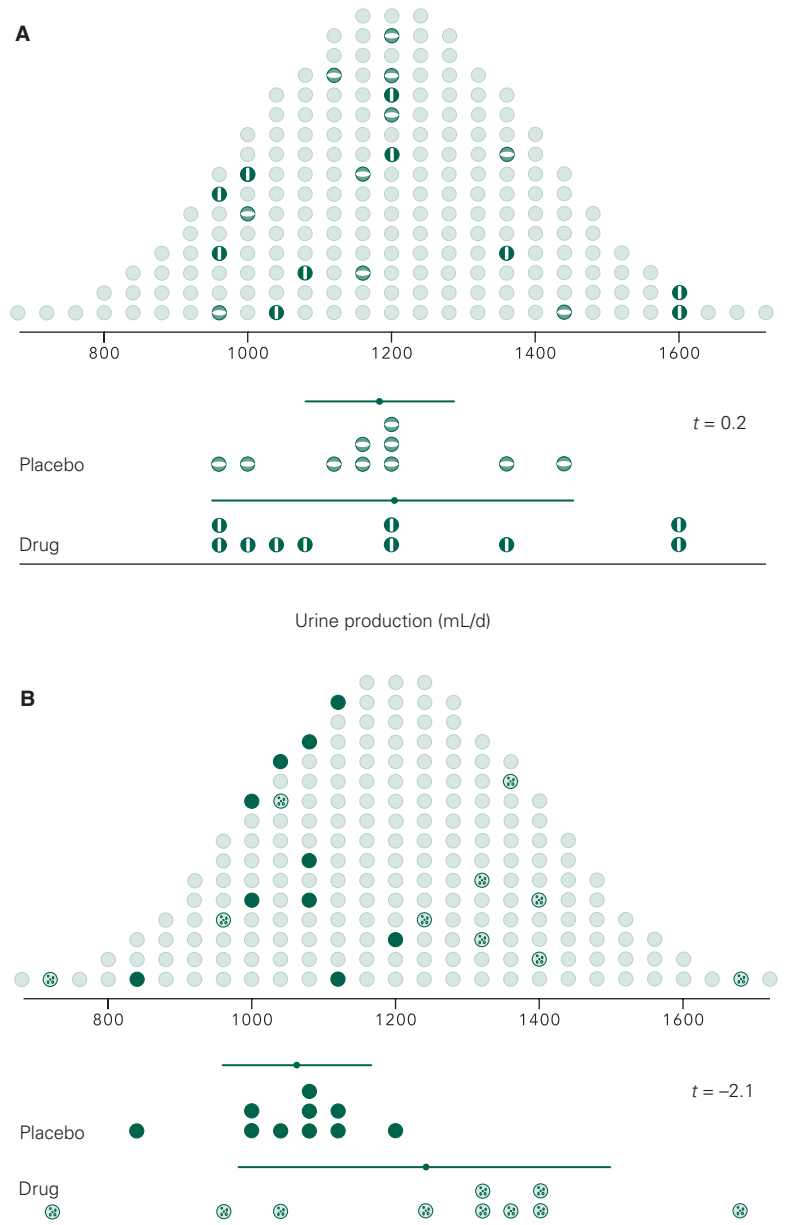 A
800 1000 1200 1400 1600
t = 0.2
Placebo
Drug
Urine production (mL/d)
B
800 1000 1200 1400 1600
t = –2.1
Placebo
Drug